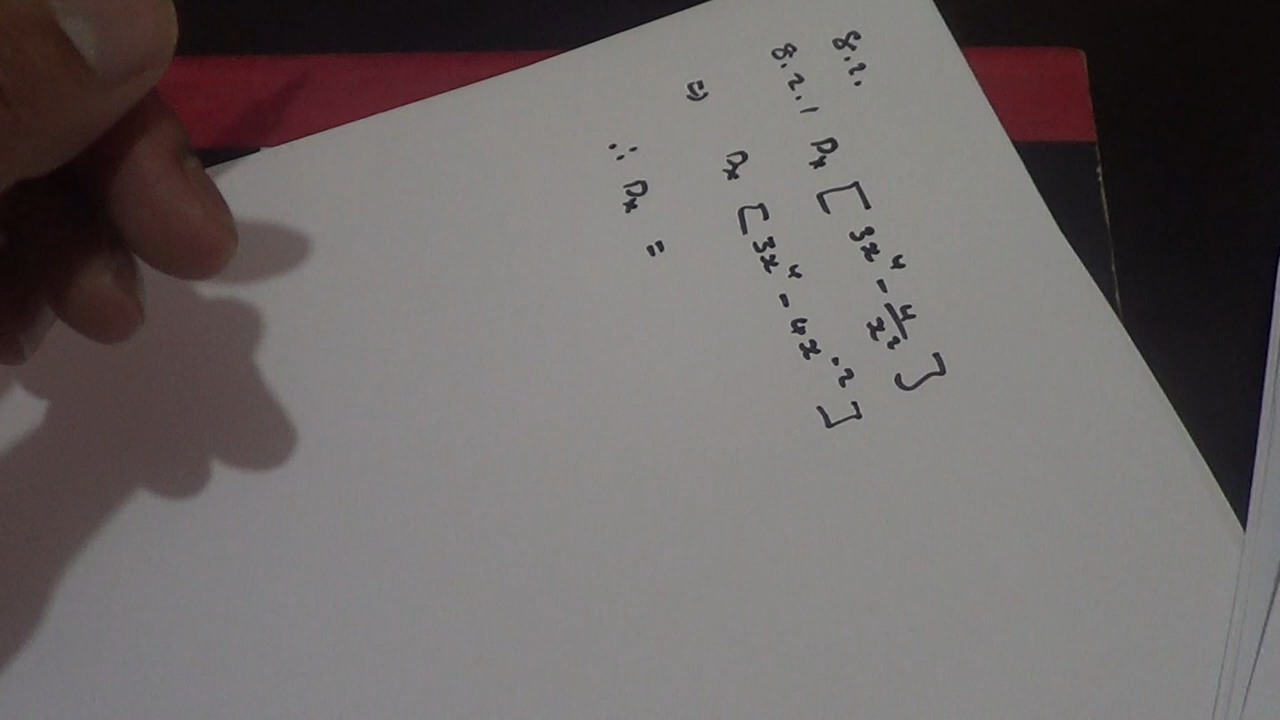 8.2.
8.2.1 Dx [3x⁴ - 4/x²]
⇒ Dx [3x⁴ - 4x⁻²]
∴ Dx =